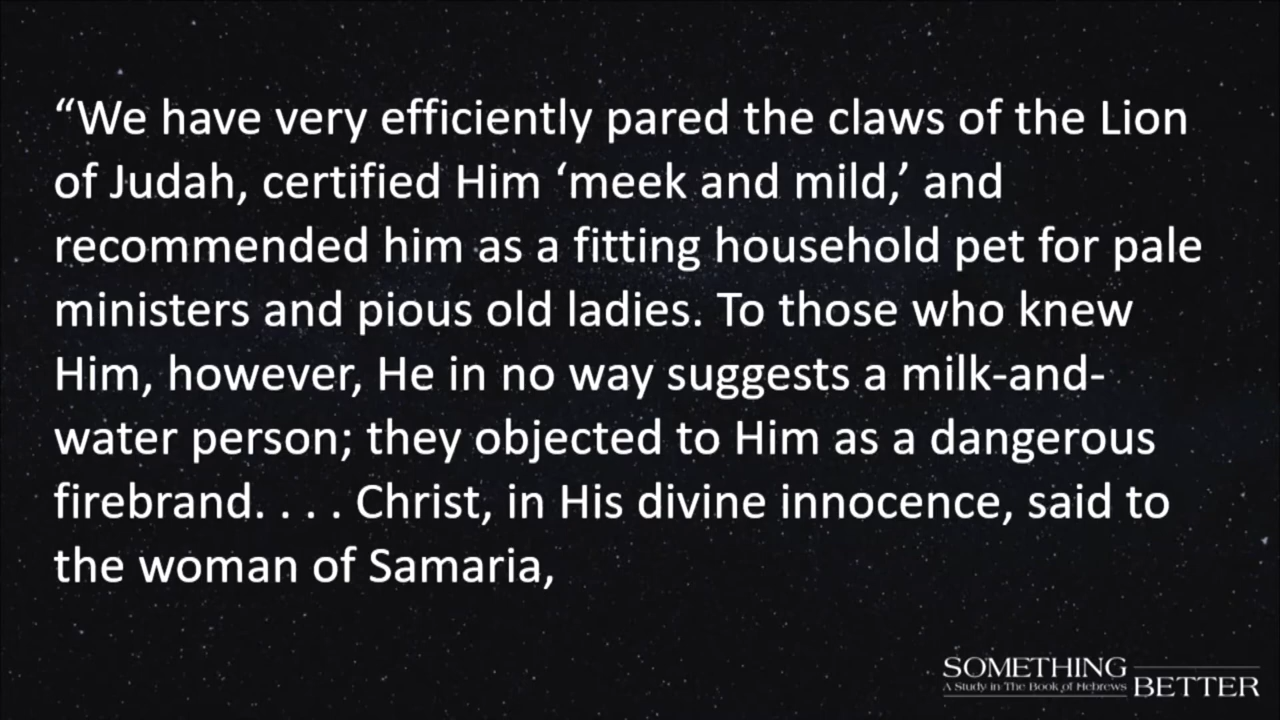 “We have very efficiently pared the claws of the Lion
of Judah, certified Him ‘meek and mild,’ and
recommended him as a fitting household pet for pale
ministers and pious old ladies. To those who knew
Him, however, He in no way suggests a milk-and-
water person; they objected to Him as a dangerous
firebrand. . . . Christ, in His divine innocence, said to
the woman of Samaria,
SOMETHING
A Study in The Book of Hebrews
BETTER